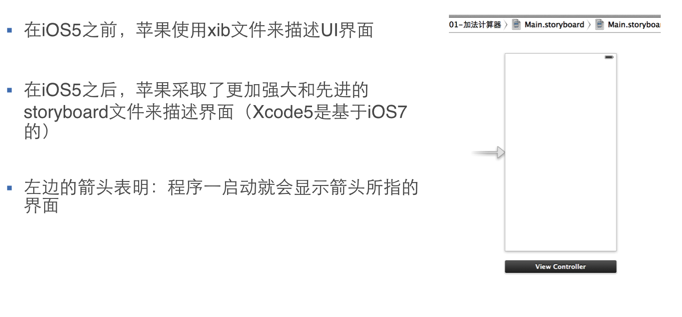 在iOS5之前，苹果使用xib文件来描述UI界面
在iOS5之后，苹果采取了更加强大和先进的
storyboard文件来描述界面（Xcode5是基于iOS7
的）
左边的箭头表明：程序一启动就会显示箭头所指的
界面
01-加法计算器 〉 Main.storyboard 〉 Main.storyboa
View Controller